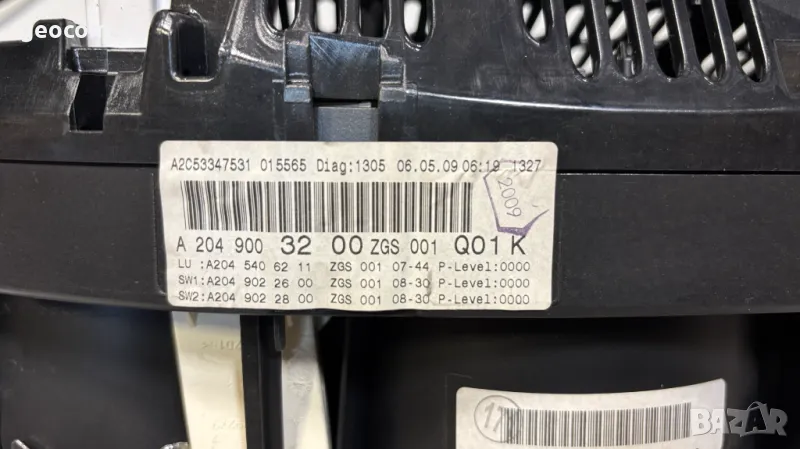 jeocom
A2C53347531 015565 Diag:1305 06.05.09 06:19 1327
2009
A 204 900 32 00 ZGS 001 Q01 K
LU :A204 540 62 11 ZGS 001 07-44 P-Level:0000
SW1:A204 902 26 00 ZGS 001 08-30 P-Level:0000
SW2:A204 902 28 00 ZGS 001 08-30 P-Level:0000
17
BAZAR